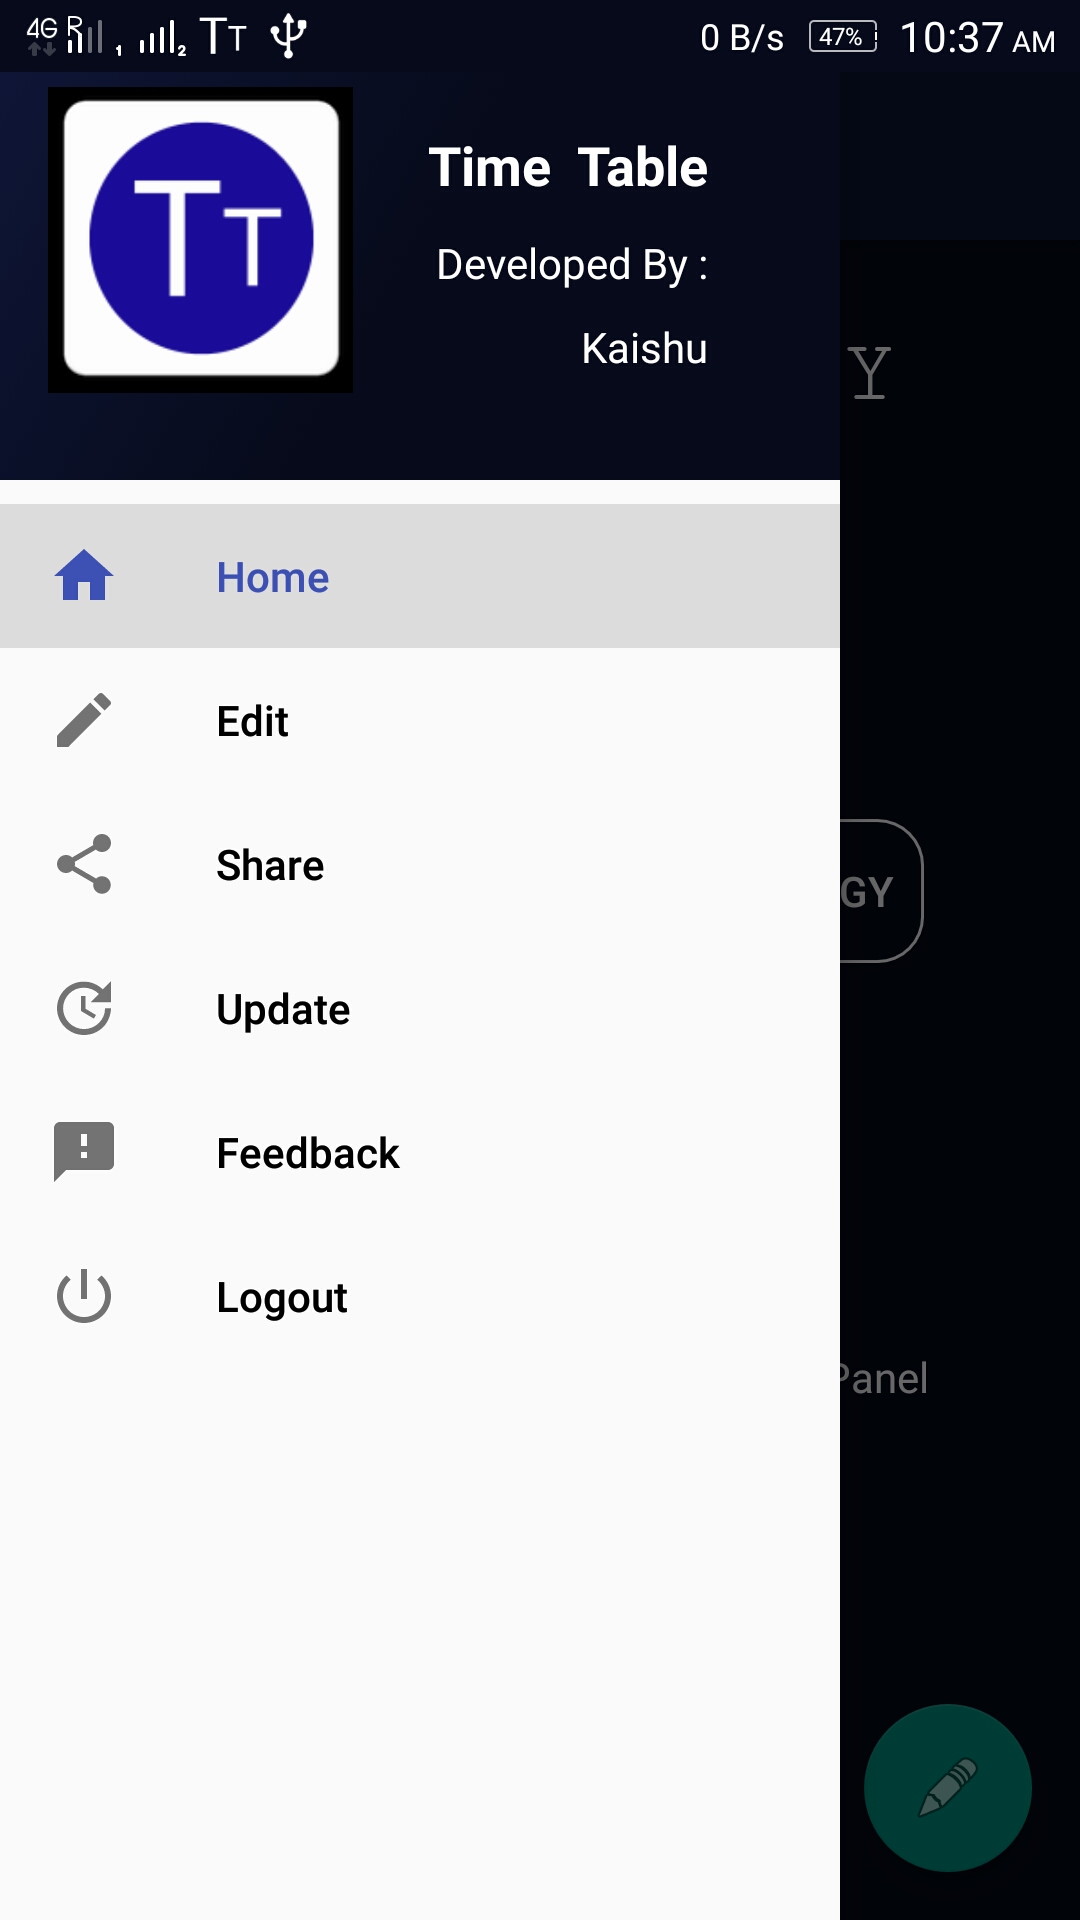 4G R 1 2 TT 0 B/s 47% 10:37 AM
TT
Time Table
Developed By :
Kaishu
Y
Home
Edit
Share
GY
Update
Feedback
Logout
Panel